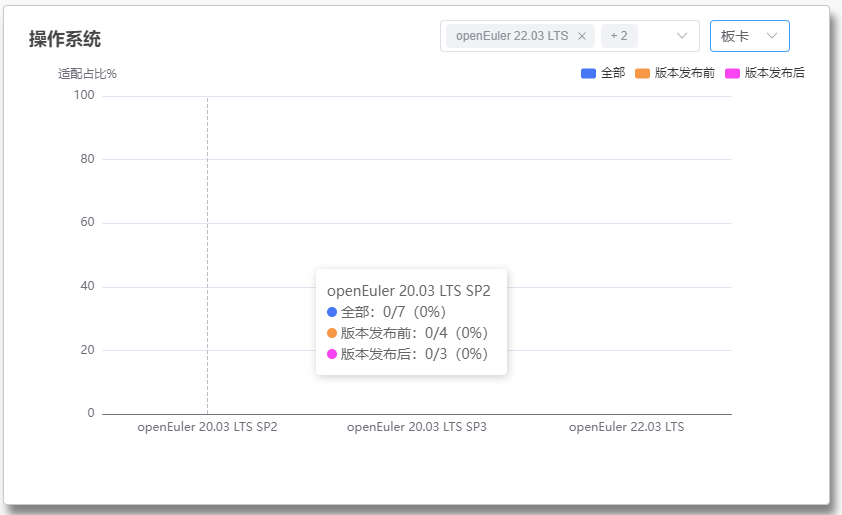 操作系统
openEuler 22.03 LTS
+ 2
板卡
适配占比%
全部
版本发布前
版本发布后
100
80
60
40
20
0
openEuler 20.03 LTS SP2
全部：0/7（0%）
版本发布前：0/4（0%）
版本发布后：0/3（0%）
openEuler 20.03 LTS SP2
openEuler 20.03 LTS SP3
openEuler 22.03 LTS